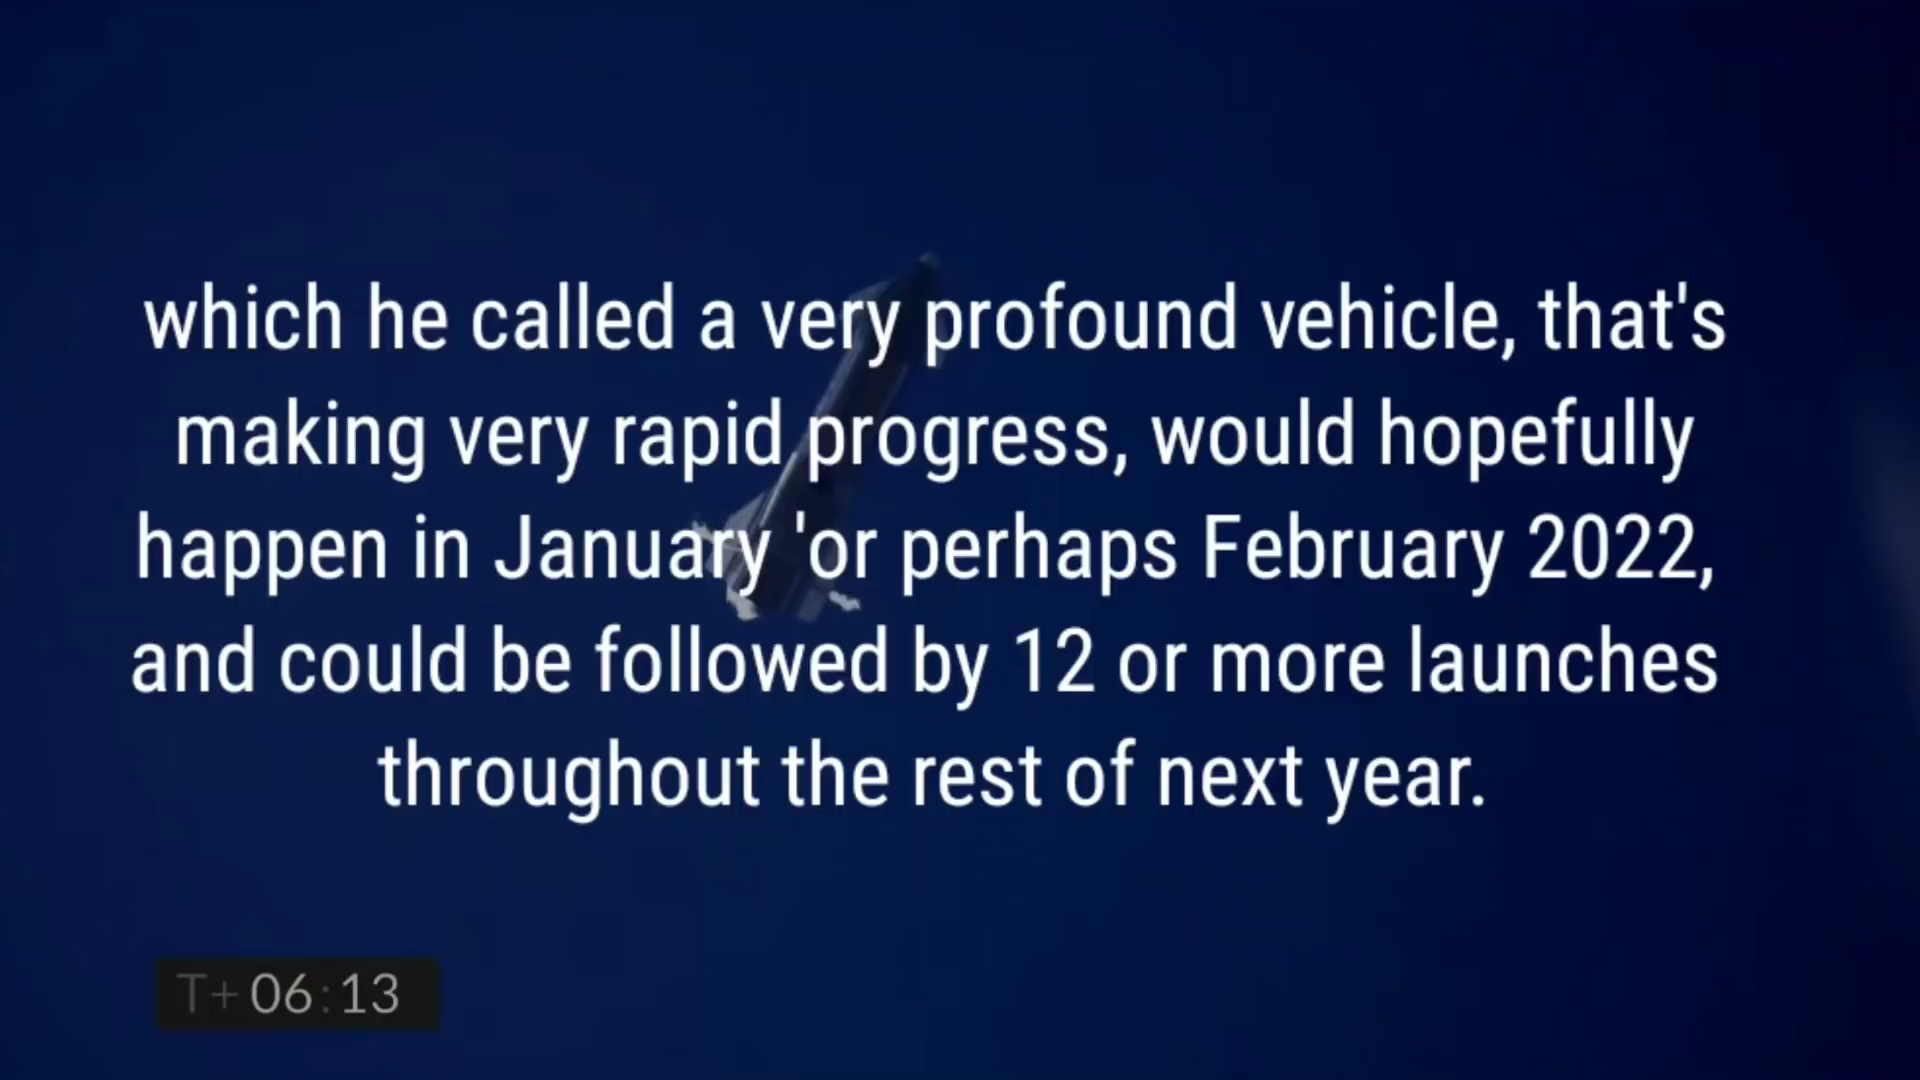 which he called a very profound vehicle, that's
making very rapid progress, would hopefully
happen in January 'or perhaps February 2022,
and could be followed by 12 or more launches
throughout the rest of next year.
T+ 06:13